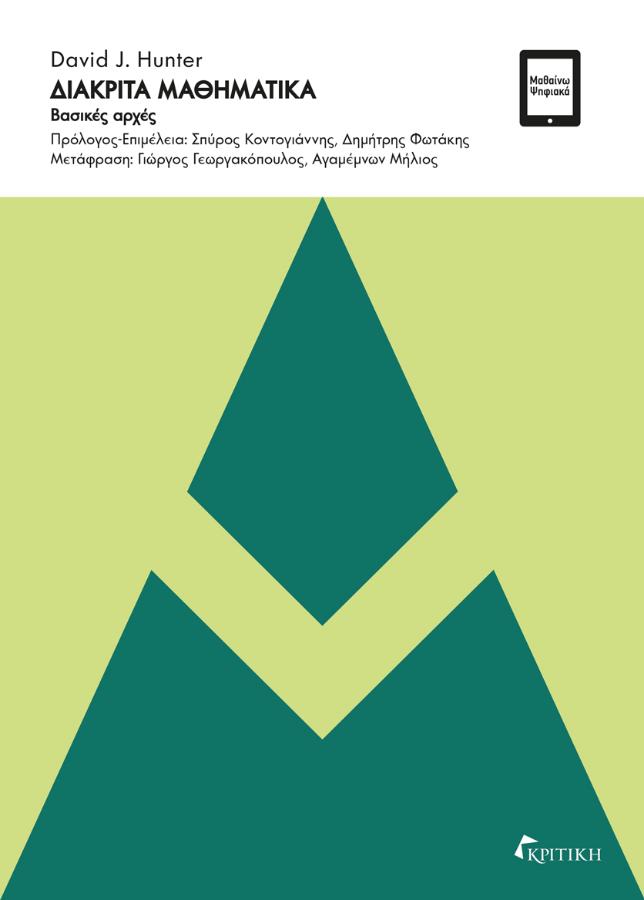 David J. Hunter
ΔΙΑΚΡΙΤΑ ΜΑΘΗΜΑΤΙΚΑ
Βασικές αρχές
Πρόλογος-Επιμέλεια: Σπύρος Κοντογιάννης, Δημήτρης Φωτάκης
Μετάφραση: Γιώργος Γεωργακόπουλος, Αγαμέμνων Μήλιος
Μαθαίνω
Ψηφιακά
ΚΡΙΤΙΚΗ